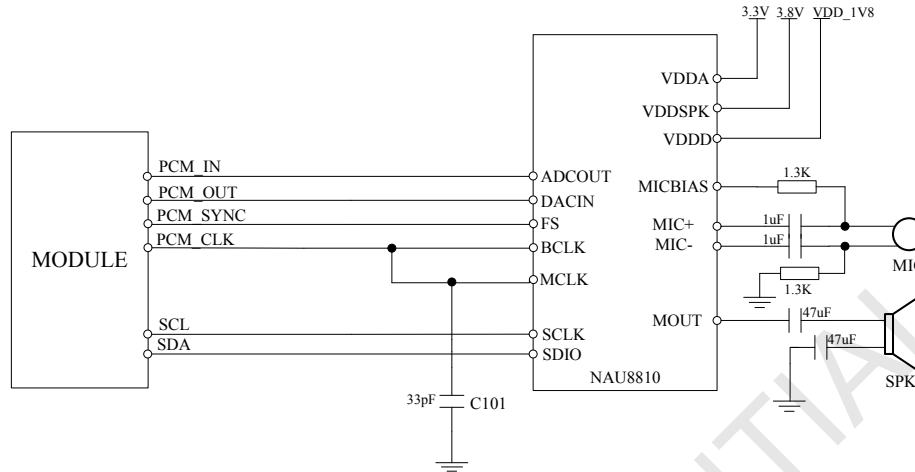 3.3V 3.8V VDD_1V8
VDDA
VDDSPK
VDDD
PCM_IN
ADCOUT
MICBIAS
1.3K
PCM_OUT
DACIN
PCM_SYNC
FS
MIC+
1uF
PCM_CLK
BCLK
MIC-
1uF
MODULE
MCLK
MIC
1.3K
SCL
SCLK
MOUT
47uF
SDA
SDIO
47uF
NAU8810
SPK
33pF
C101